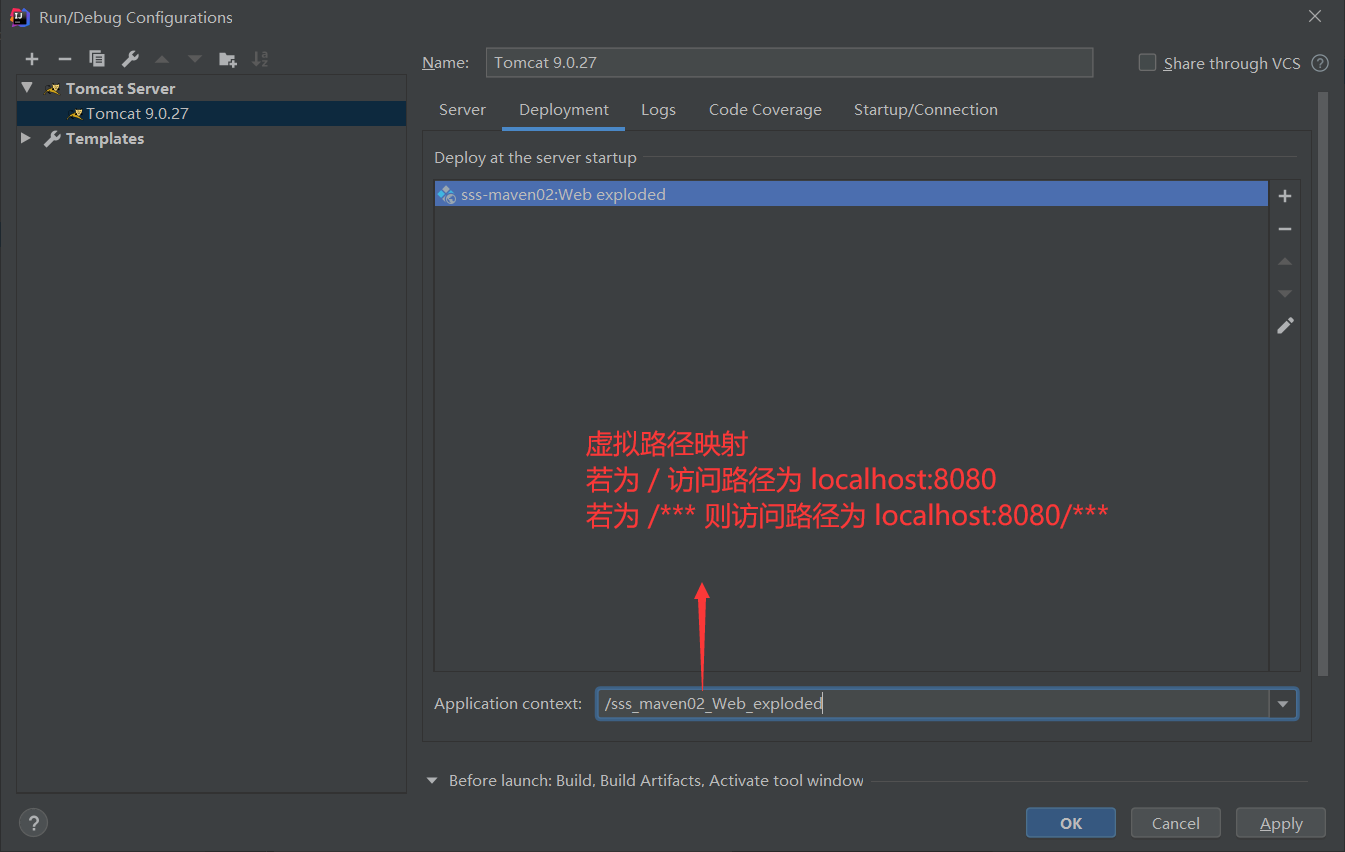 Run/Debug Configurations
Name: Tomcat 9.0.27
Share through VCS
Tomcat Server
Tomcat 9.0.27
Templates
Server Deployment Logs Code Coverage Startup/Connection
Deploy at the server startup
sss-maven02:Web exploded
虚拟路径映射
若为 / 访问路径为 localhost:8080
若为 /*** 则访问路径为 localhost:8080/***
Application context: /sss_maven02_Web_exploded
Before launch: Build, Build Artifacts, Activate tool window
?
OK Cancel Apply